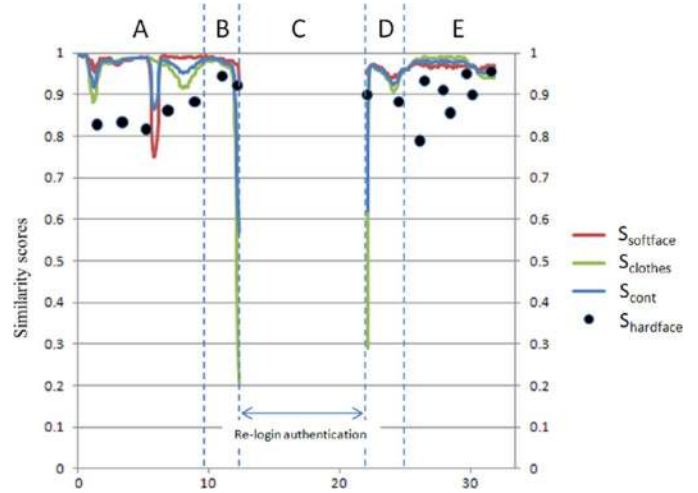 A B C D E
1 1
0.9 0.9
0.8 0.8
0.7 0.7
0.6 0.6
0.5 0.5
0.4 0.4
0.3 0.3
0.2 0.2
0.1 0.1
0 0
0 10 20 30
Similarity scores
Re-login authentication
Ssoftface
Sclothes
Scont
Shardface